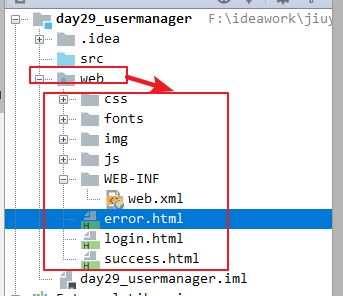 day29_usermanager F:\ideawork\jiuy
.idea
src
web
css
fonts
img
js
WEB-INF
web.xml
error.html
login.html
success.html
day29_usermanager.iml